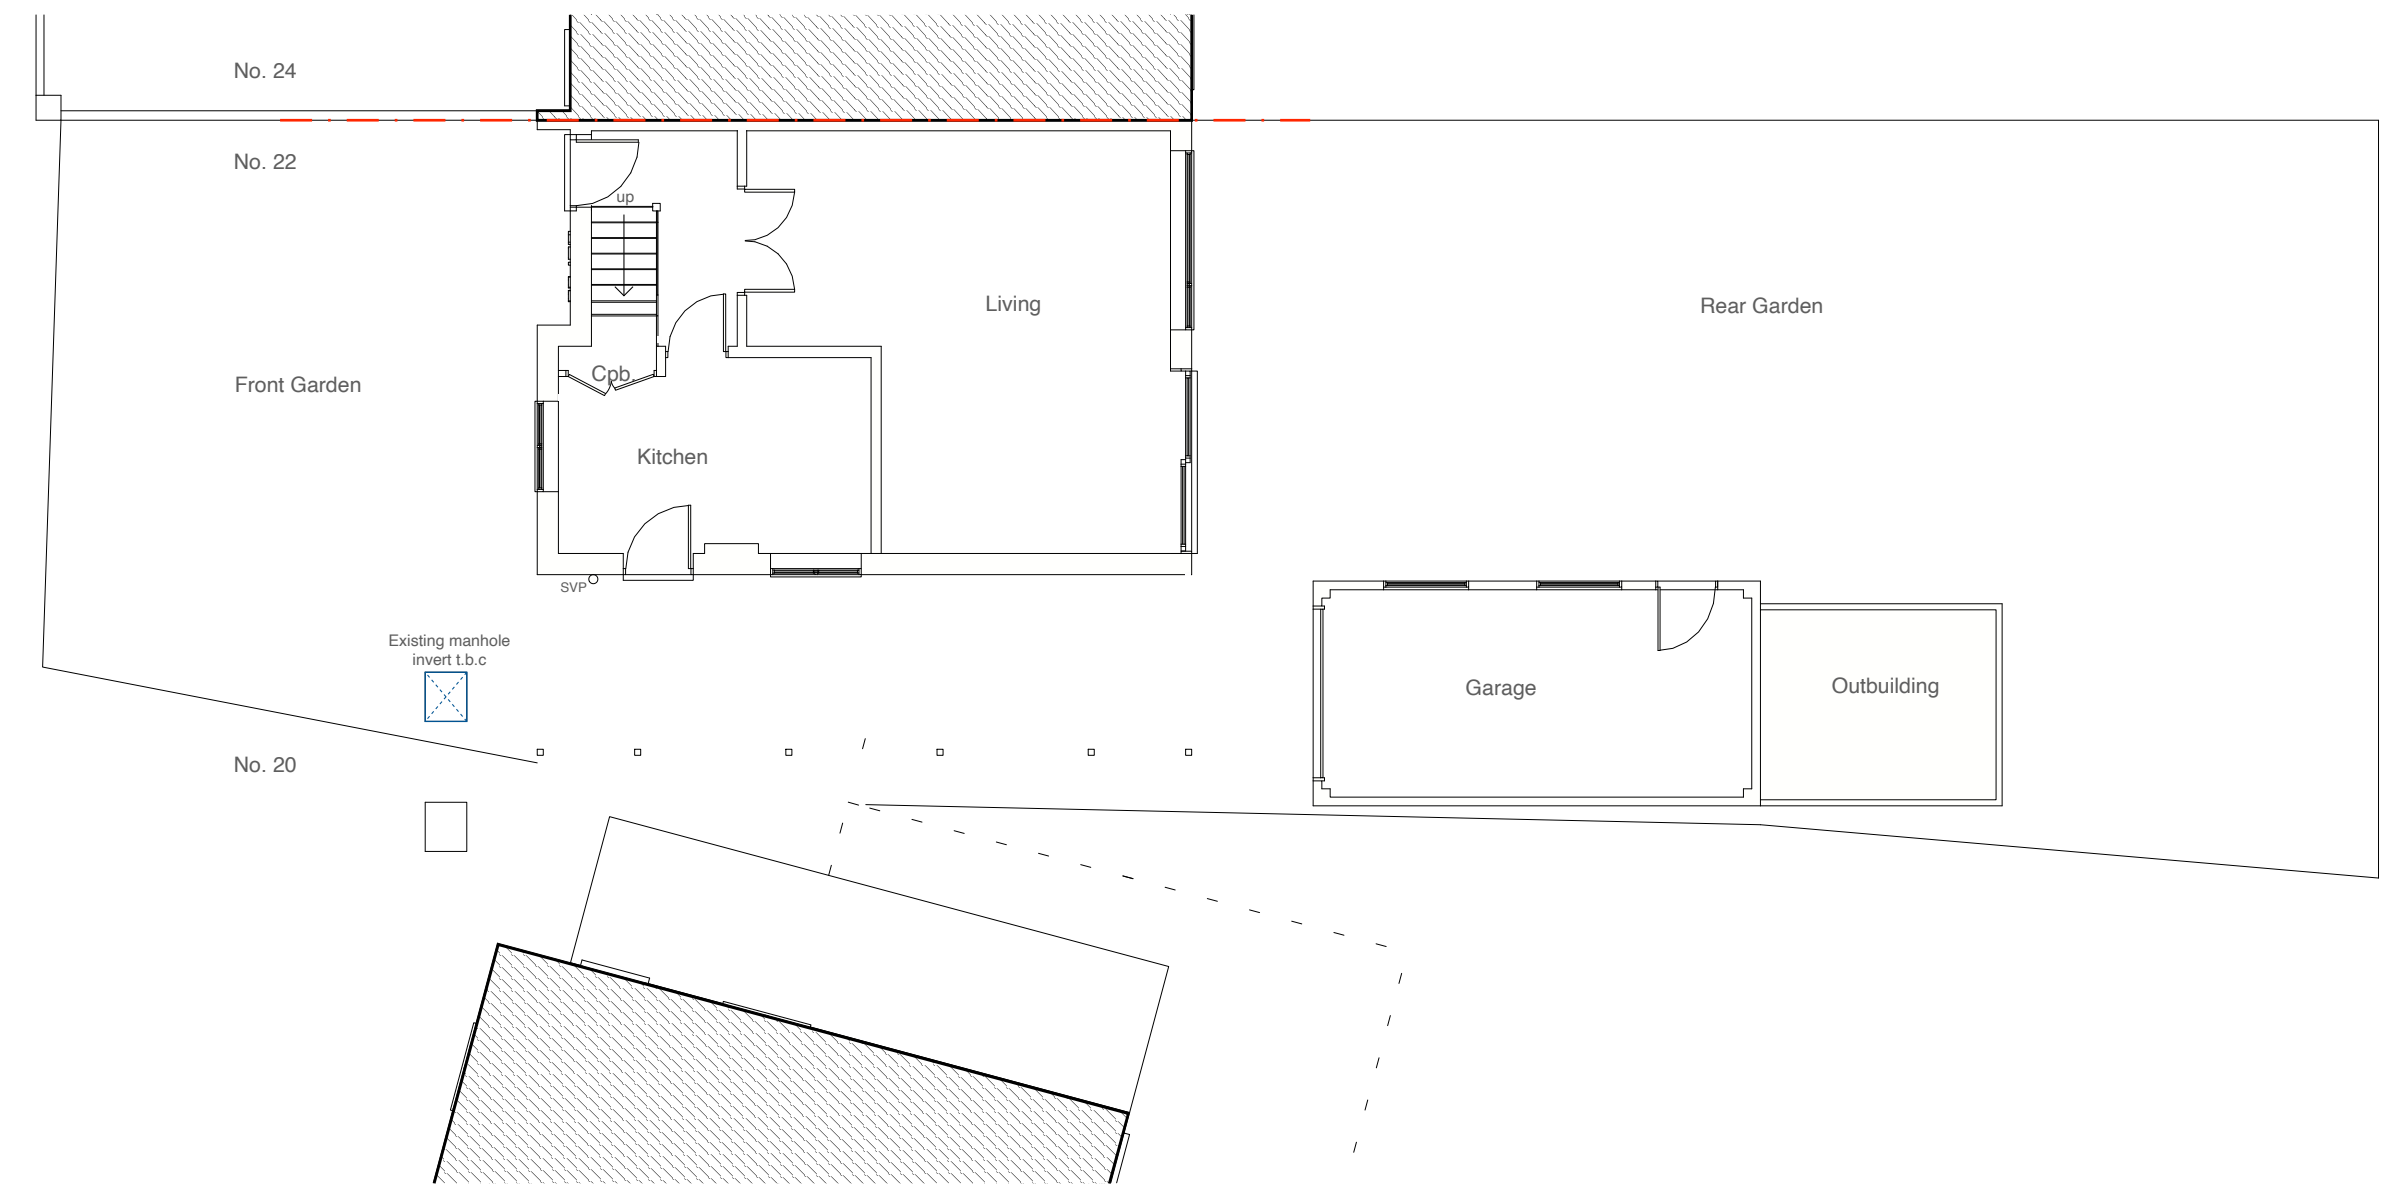 No. 24
No. 22
up
Living
Rear Garden
Cpb.
Front Garden
Kitchen
SVP
Existing manhole
invert t.b.c
Garage
Outbuilding
No. 20